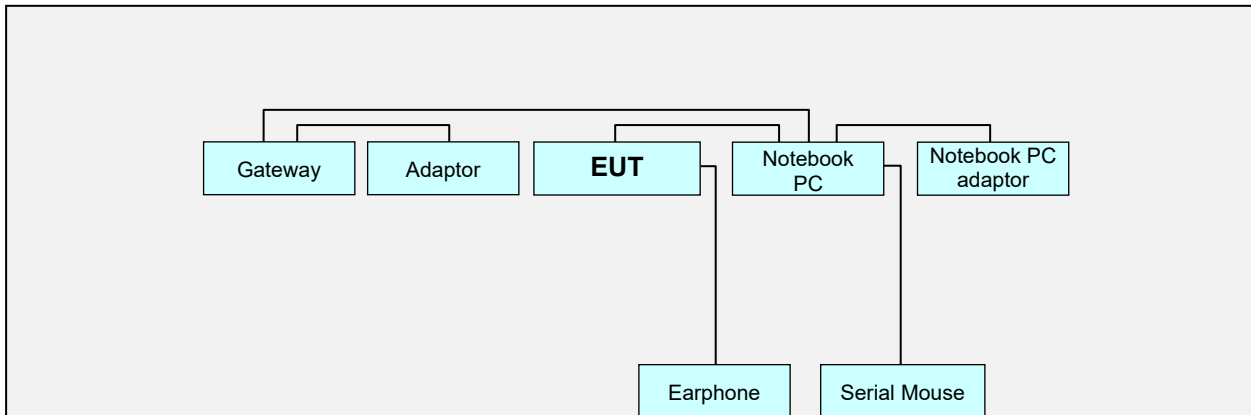 Gateway
Adaptor
EUT
Notebook
PC
Notebook PC
adaptor
Earphone
Serial Mouse